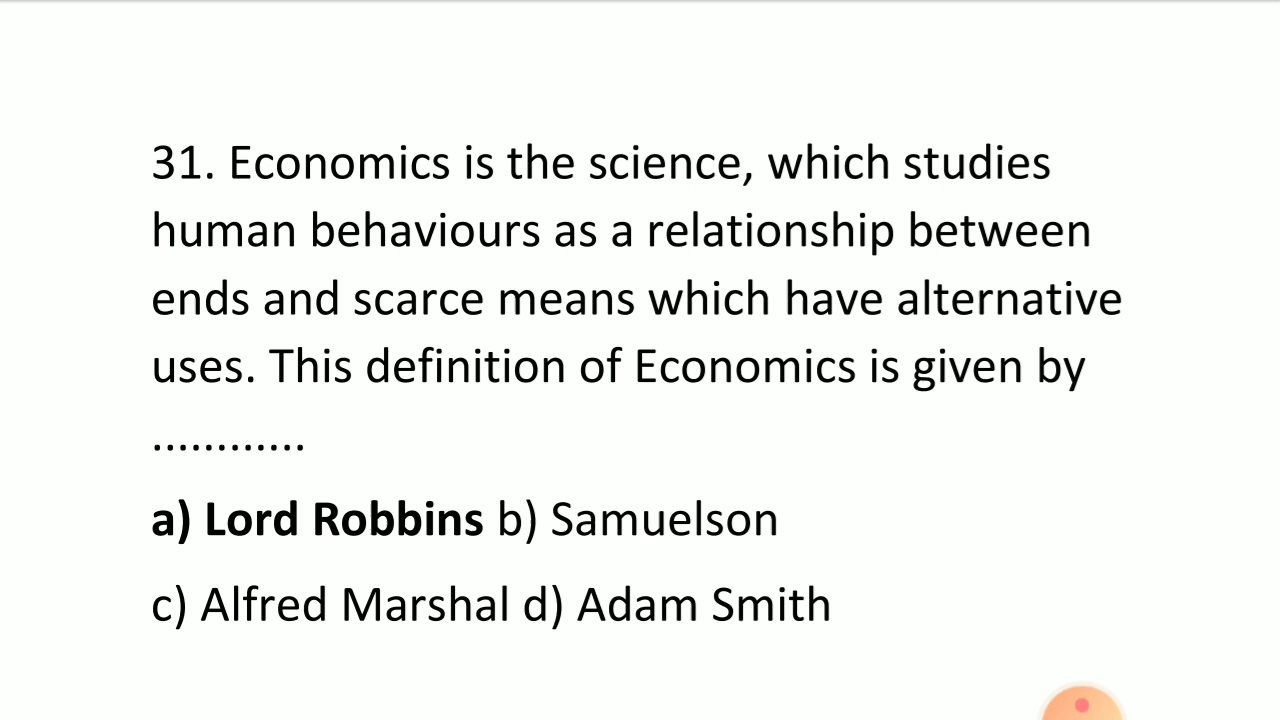 31. Economics is the science, which studies
human behaviours as a relationship between
ends and scarce means which have alternative
uses. This definition of Economics is given by
............
a) Lord Robbins b) Samuelson
c) Alfred Marshal d) Adam Smith